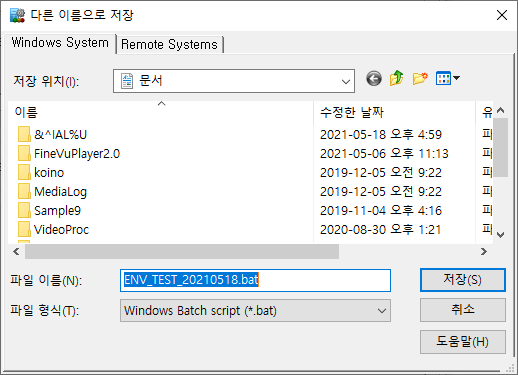 다른 이름으로 저장
Windows System Remote Systems
저장 위치(I): 문서
이름 수정한 날짜 유
&^IAL%U 2021-05-18 오후 4:59 파
FineVuPlayer2.0 2021-05-06 오후 11:13 파
koino 2019-12-05 오전 9:22 파
MediaLog 2019-12-05 오전 9:22 파
Sample9 2019-11-04 오후 4:16 파
VideoProc 2020-08-30 오후 1:21 파
파일 이름(N): ENV_TEST_20210518.bat 저장(S)
파일 형식(T): Windows Batch script (*.bat) 취소
도움말(H)